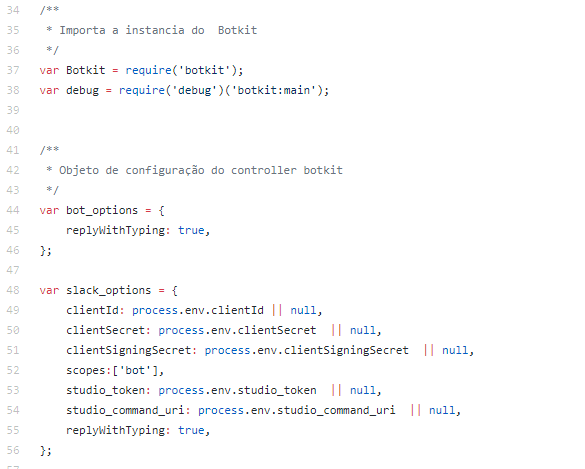 34 /**
35  * Importa a instancia do  Botkit
36  */
37 var Botkit = require('botkit');
38 var debug = require('debug')('botkit:main');
39
40
41 /**
42  * Objeto de configuração do controller botkit
43  */
44 var bot_options = {
45     replyWithTyping: true,
46 };
47
48 var slack_options = {
49     clientId: process.env.clientId || null,
50     clientSecret: process.env.clientSecret  || null,
51     clientSigningSecret: process.env.clientSigningSecret  || null,
52     scopes:['bot'],
53     studio_token: process.env.studio_token  || null,
54     studio_command_uri: process.env.studio_command_uri  || null,
55     replyWithTyping: true,
56 };